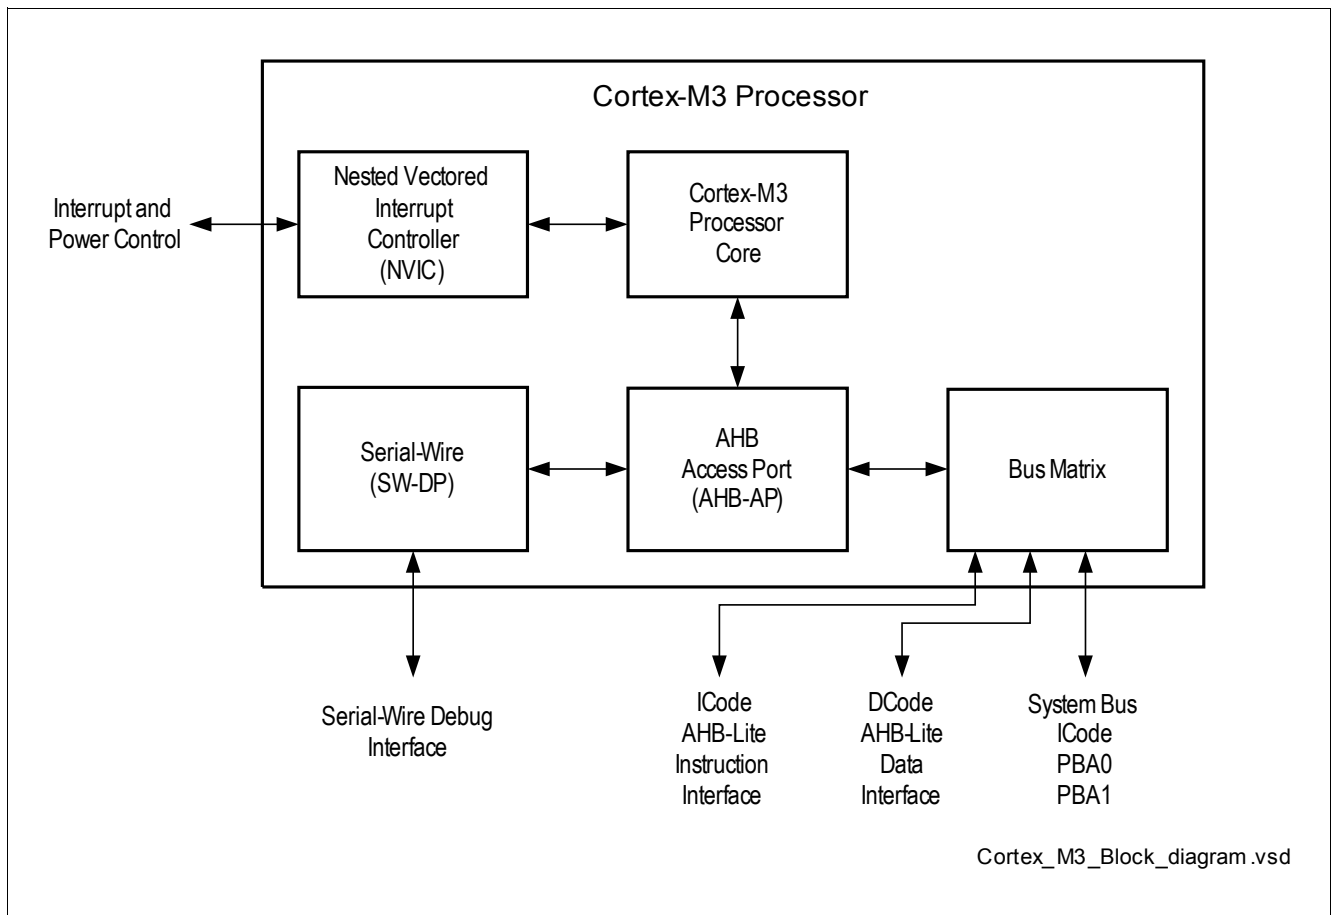 Cortex-M3 Processor
Nested Vectored
Interrupt
Controller
(NVIC)
Cortex-M3
Processor
Core
Interrupt and
Power Control
Serial-Wire
(SW-DP)
AHB
Access Port
(AHB-AP)
Bus Matrix
Serial-Wire Debug
Interface
ICode
AHB-Lite
Instruction
Interface
DCode
AHB-Lite
Data
Interface
System Bus
ICode
PBA0
PBA1
Cortex_M3_Block_diagram.vsd